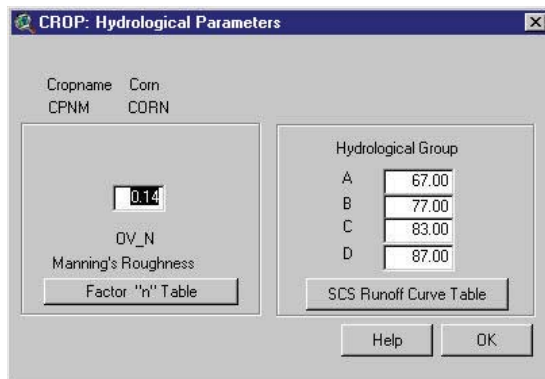 CROP: Hydrological Parameters
Cropname Corn
CPNM CORN
0.14
OV_N
Manning's Roughness
Factor "n" Table
Hydrological Group
A 67.00
B 77.00
C 83.00
D 87.00
SCS Runoff Curve Table
Help OK